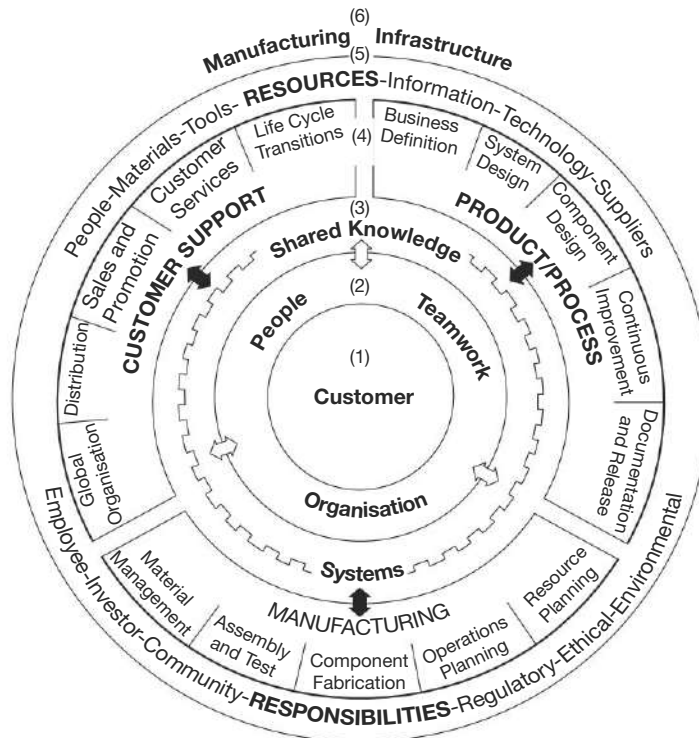 (6)
Manufacturing Infrastructure
(5)
People-Materials-Tools- RESOURCES-Information-Technology-Suppliers
Life Cycle
Transitions
(4)
Business
Definition
Customer
Services
System
Design
Sales and
Promotion
Component
Design
CUSTOMER SUPPORT
PRODUCT/PROCESS
Distribution
Continuous
Improvement
Global
Organisation
Documentation
and Release
(3)
Shared Knowledge
(2)
People
Teamwork
(1)
Customer
Organisation
Systems
MANUFACTURING
Material
Management
Assembly
and Test
Component
Fabrication
Operations
Planning
Resource
Planning
Employee-Investor-Community-RESPONSIBILITIES-Regulatory-Ethical-Environmental